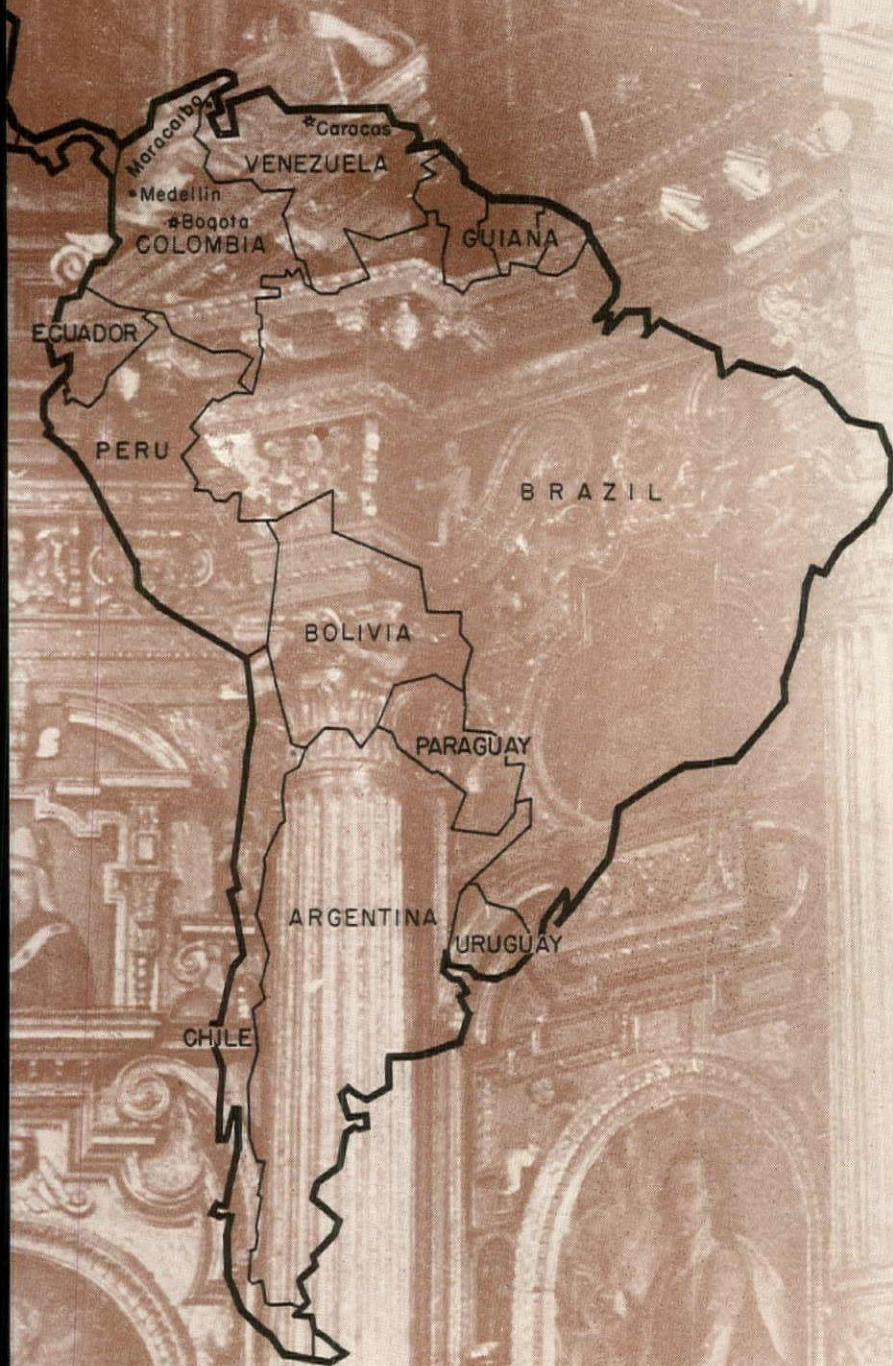 Maracaibo
Caracas
VENEZUELA
Medellin
Bogota
COLOMBIA
GUIANA
ECUADOR
PERU
BRAZIL
BOLIVIA
PARAGUAY
ARGENTINA
URUGUAY
CHILE